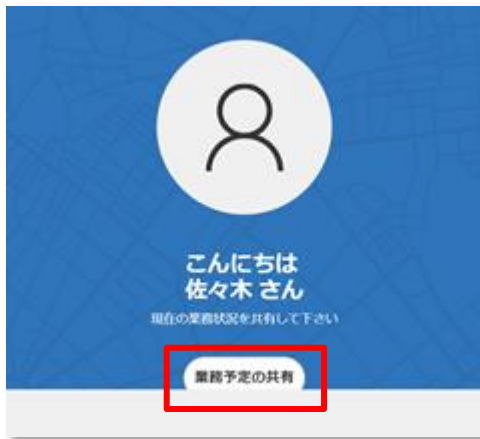 こんにちは
佐々木 さん
現在の業務状況を共有して下さい
業務予定の共有